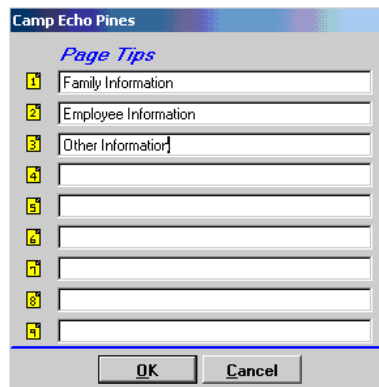 Camp Echo Pines
Page Tips
1 Family Information
2 Employee Information
3 Other Information
4
5
6
7
8
9
OK Cancel